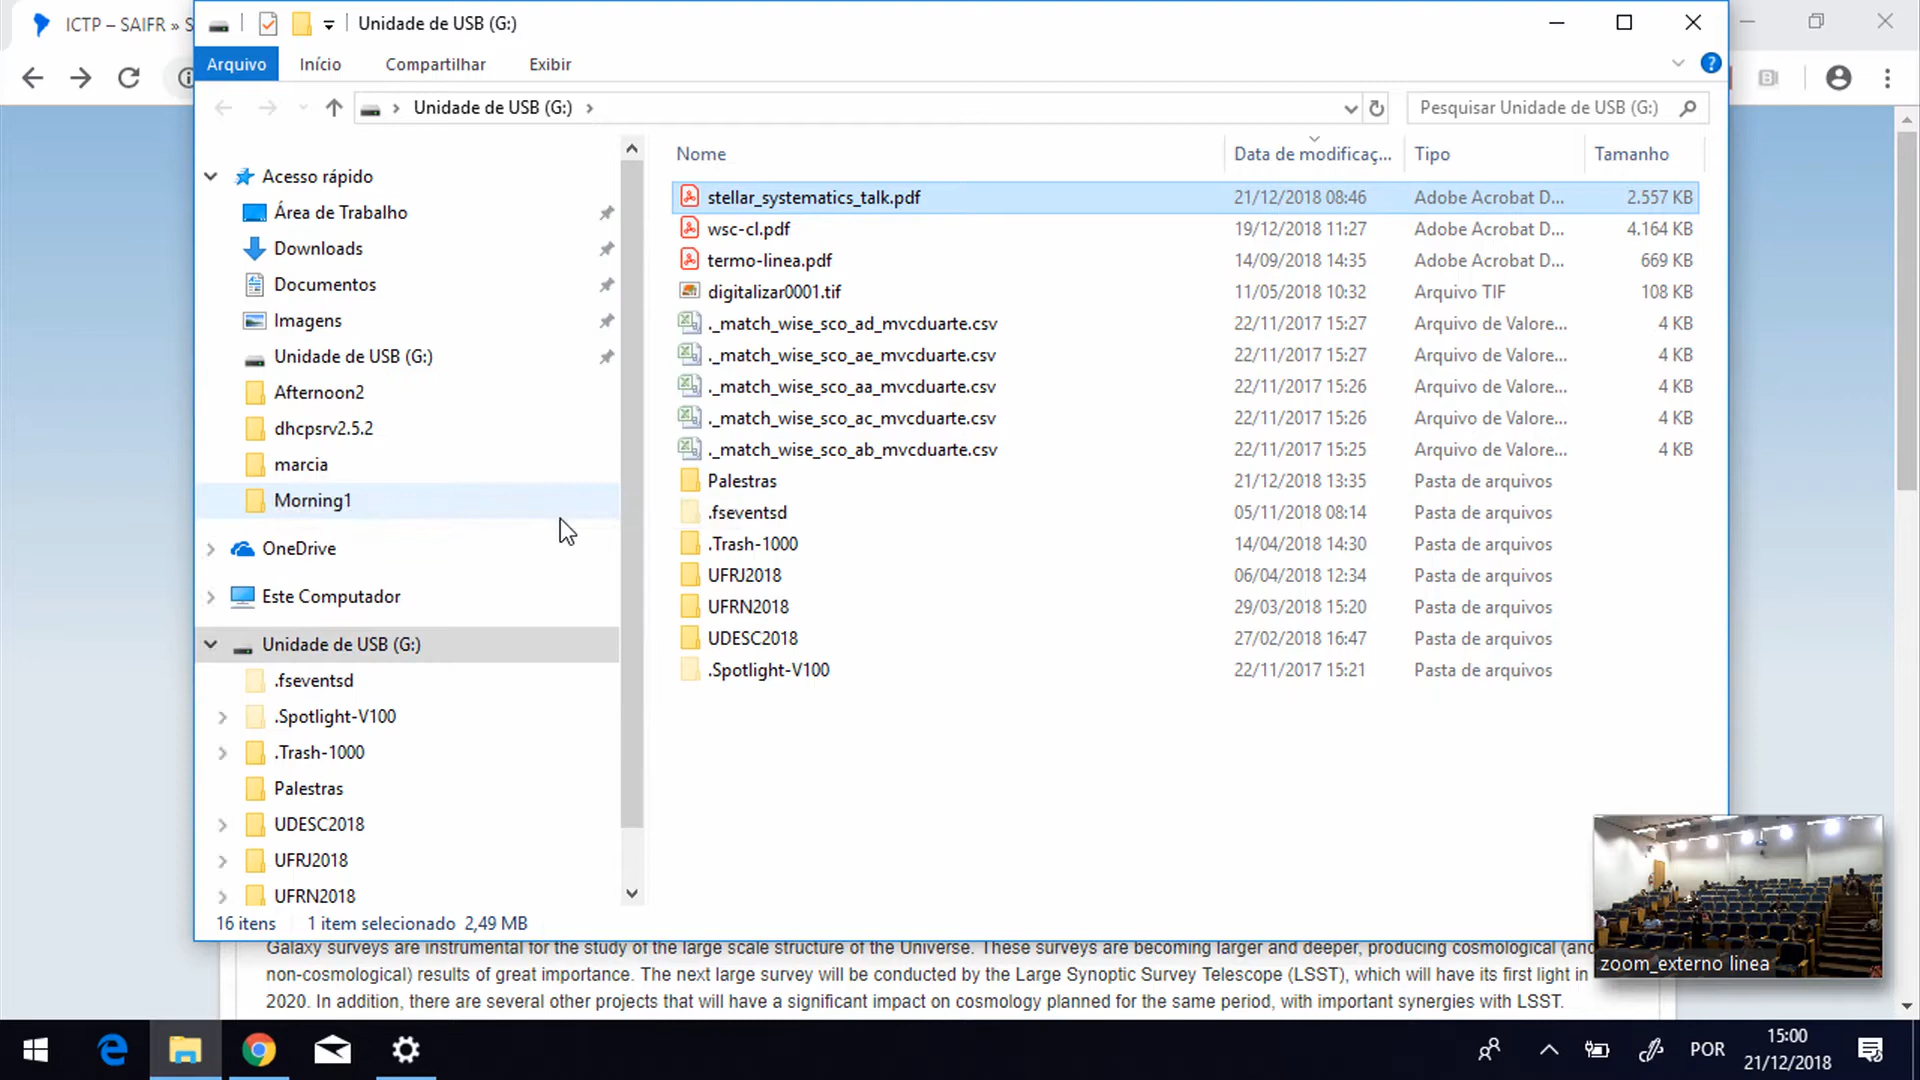 ICTP – SAIFR » S
Unidade de USB (G:)
Arquivo Início Compartilhar Exibir
Unidade de USB (G:)
Pesquisar Unidade de USB (G:)
Nome Data de modificaç... Tipo Tamanho
Acesso rápido
Área de Trabalho
Downloads
Documentos
Imagens
Unidade de USB (G:)
Afternoon2
dhcpsrv2.5.2
marcia
Morning1
OneDrive
Este Computador
Unidade de USB (G:)
.fseventsd
.Spotlight-V100
.Trash-1000
Palestras
UDESC2018
UFRJ2018
UFRN2018
stellar_systematics_talk.pdf 21/12/2018 08:46 Adobe Acrobat D... 2.557 KB
wsc-cl.pdf 19/12/2018 11:27 Adobe Acrobat D... 4.164 KB
termo-linea.pdf 14/09/2018 14:35 Adobe Acrobat D... 669 KB
digitalizar0001.tif 11/05/2018 10:32 Arquivo TIF 108 KB
._match_wise_sco_ad_mvcduarte.csv 22/11/2017 15:27 Arquivo de Valore... 4 KB
._match_wise_sco_ae_mvcduarte.csv 22/11/2017 15:27 Arquivo de Valore... 4 KB
._match_wise_sco_aa_mvcduarte.csv 22/11/2017 15:26 Arquivo de Valore... 4 KB
._match_wise_sco_ac_mvcduarte.csv 22/11/2017 15:26 Arquivo de Valore... 4 KB
._match_wise_sco_ab_mvcduarte.csv 22/11/2017 15:25 Arquivo de Valore... 4 KB
Palestras 21/12/2018 13:35 Pasta de arquivos
.fseventsd 05/11/2018 08:14 Pasta de arquivos
.Trash-1000 14/04/2018 14:30 Pasta de arquivos
UFRJ2018 06/04/2018 12:34 Pasta de arquivos
UFRN2018 29/03/2018 15:20 Pasta de arquivos
UDESC2018 27/02/2018 16:47 Pasta de arquivos
.Spotlight-V100 22/11/2017 15:21 Pasta de arquivos
16 itens 1 item selecionado 2,49 MB
Galaxy surveys are instrumental for the study of the large scale structure of the Universe. These surveys are becoming larger and deeper, producing cosmological (and
non-cosmological) results of great importance. The next large survey will be conducted by the Large Synoptic Survey Telescope (LSST), which will have its first light in
2020. In addition, there are several other projects that will have a significant impact on cosmology planned for the same period, with important synergies with LSST.
zoom_externo linea
POR
15:00
21/12/2018